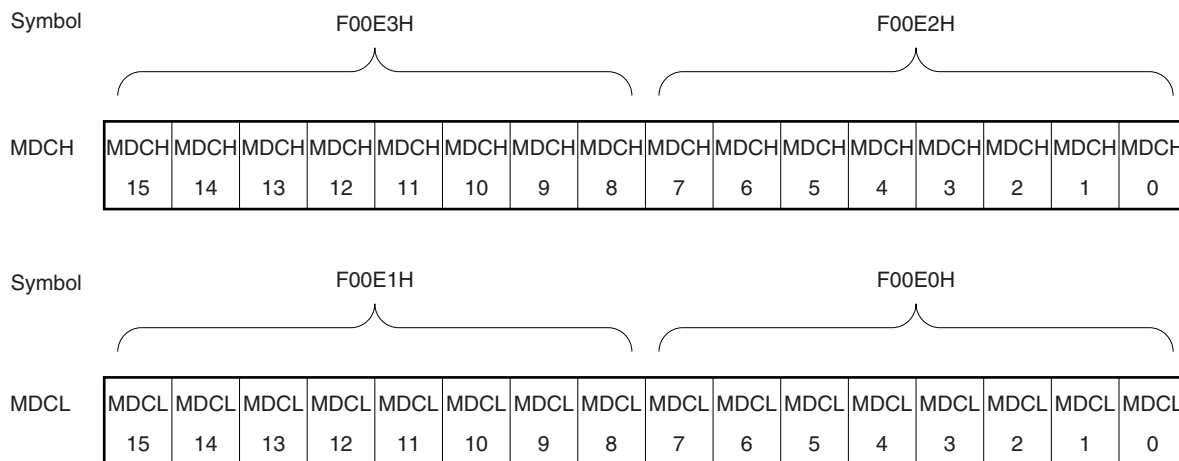 Symbol F00E3H F00E2H
MDCH MDCH MDCH MDCH MDCH MDCH MDCH MDCH MDCH MDCH MDCH MDCH MDCH MDCH MDCH MDCH MDCH
15 14 13 12 11 10 9 8 7 6 5 4 3 2 1 0
Symbol F00E1H F00E0H
MDCL MDCL MDCL MDCL MDCL MDCL MDCL MDCL MDCL MDCL MDCL MDCL MDCL MDCL MDCL MDCL MDCL
15 14 13 12 11 10 9 8 7 6 5 4 3 2 1 0